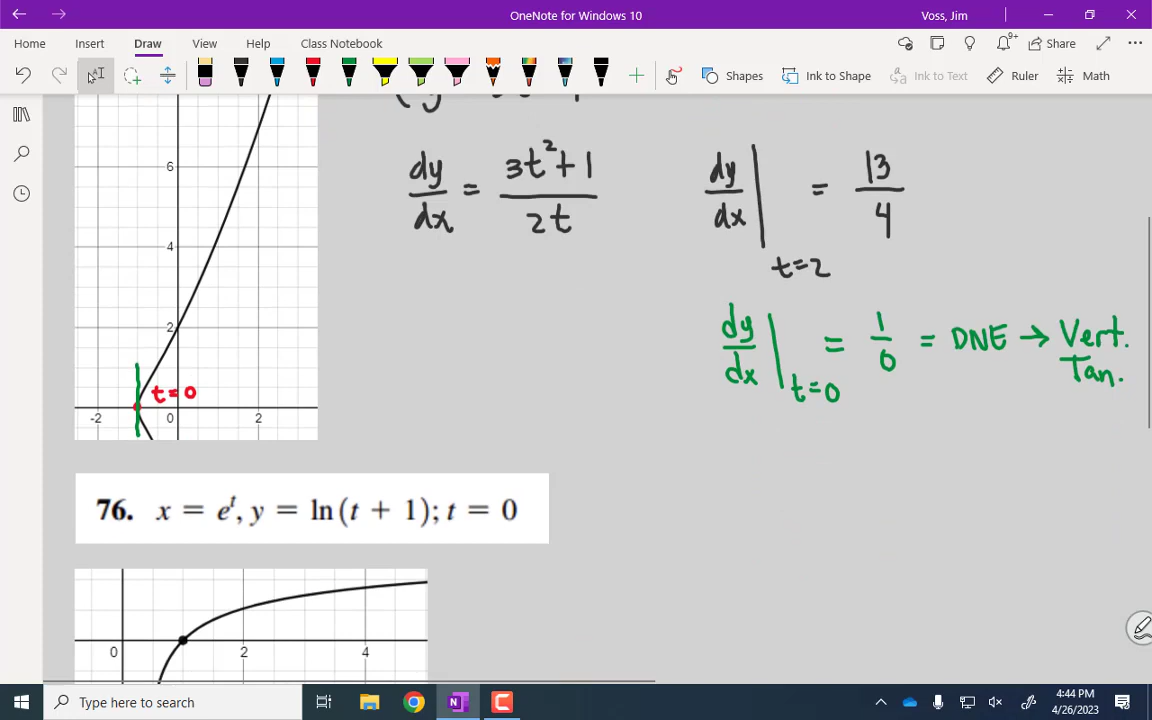 OneNote for Windows 10
Voss, Jim
Home Insert Draw View Help Class Notebook
9+
Share
Shapes Ink to Shape Ink to Text Ruler Math
dy/dx = (3t²+1)/(2t)
dy/dx | t=2 = 13/4
dy/dx | t=0 = 1/0 = DNE → Vert.
Tan.
6
4
2
t=0
-2 0 2
76. x = eᵗ, y = ln(t + 1); t = 0
0 2 4
Type here to search
4:44 PM
4/26/2023